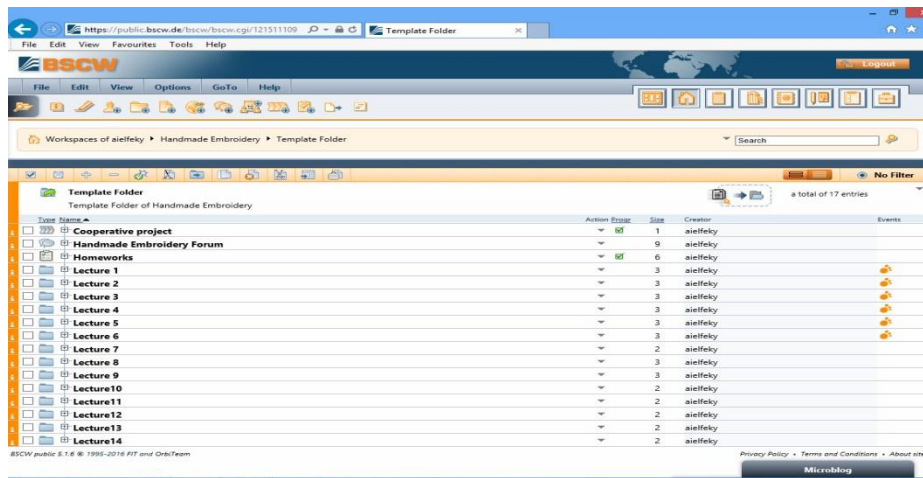 https://public.bscw.de/bscw/bscw.cgi/121511109 Template Folder
File Edit View Favourites Tools Help
BSCW Logout
File Edit View Options GoTo Help
Workspaces of aielfeky Handmade Embroidery Template Folder Search
No Filter
Template Folder a total of 17 entries
Template Folder of Handmade Embroidery
Type Name Action Progr Size Creator Events
Cooperative project 1 aielfeky
Handmade Embroidery Forum 9 aielfeky
Homeworks 6 aielfeky
Lecture 1 3 aielfeky
Lecture 2 3 aielfeky
Lecture 3 3 aielfeky
Lecture 4 3 aielfeky
Lecture 5 3 aielfeky
Lecture 6 3 aielfeky
Lecture 7 2 aielfeky
Lecture 8 3 aielfeky
Lecture 9 3 aielfeky
Lecture10 2 aielfeky
Lecture11 2 aielfeky
Lecture12 2 aielfeky
Lecture13 2 aielfeky
Lecture14 2 aielfeky
BSCW public 5.1.6 © 1995-2016 FIT and OrbiTeam Privacy Policy • Terms and Conditions • About site
Microblog